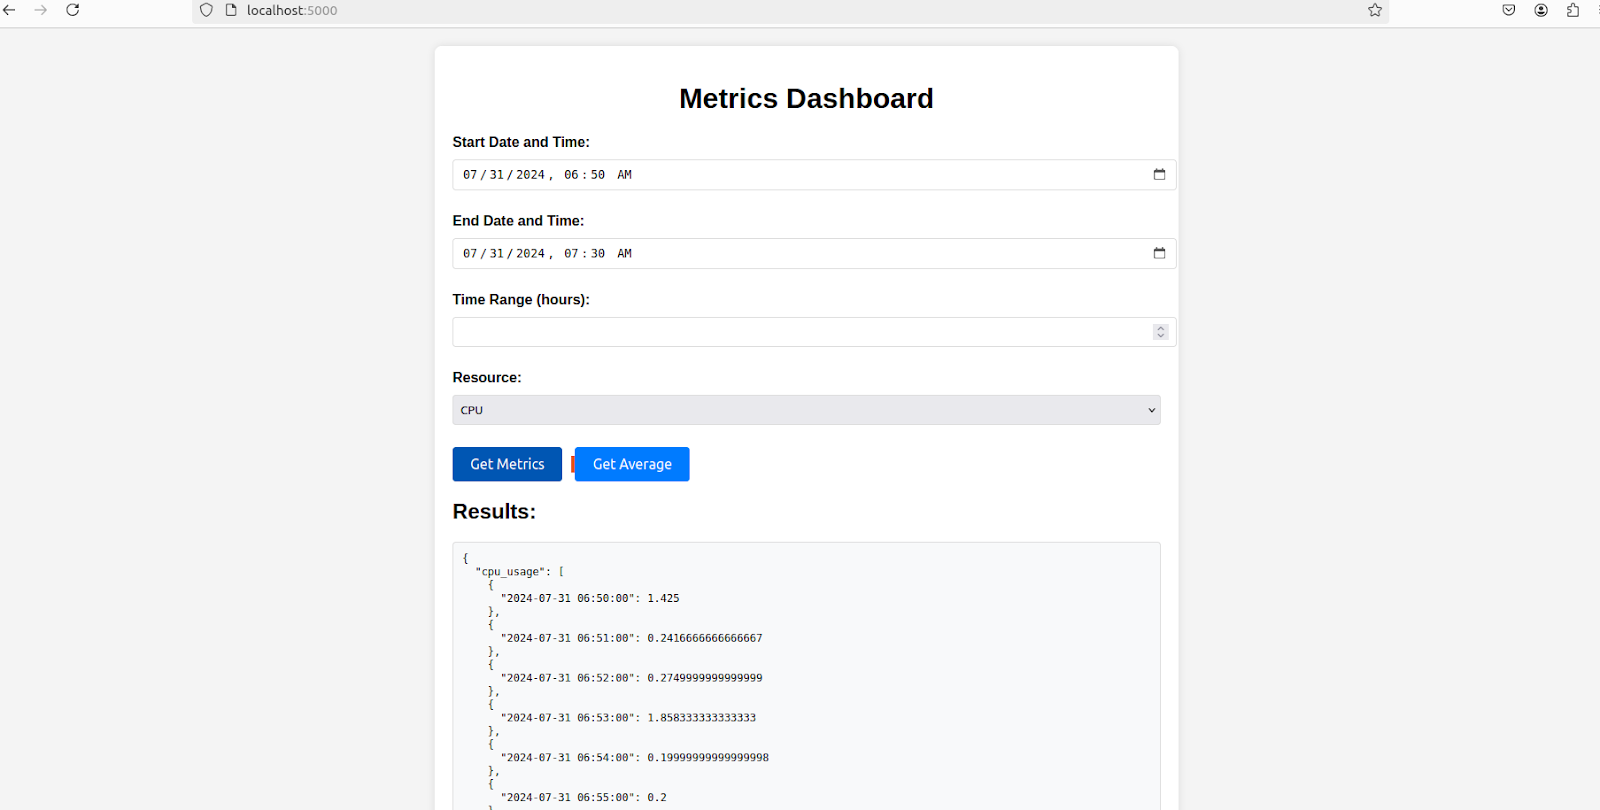 localhost:5000
Metrics Dashboard
Start Date and Time:
07/31/2024, 06:50 AM
End Date and Time:
07/31/2024, 07:30 AM
Time Range (hours):
Resource:
CPU
Get Metrics Get Average
Results:
{
"cpu_usage": [
{
"2024-07-31 06:50:00": 1.425
},
{
"2024-07-31 06:51:00": 0.2416666666666667
},
{
"2024-07-31 06:52:00": 0.2749999999999999
},
{
"2024-07-31 06:53:00": 1.858333333333333
},
{
"2024-07-31 06:54:00": 0.19999999999999998
},
{
"2024-07-31 06:55:00": 0.2